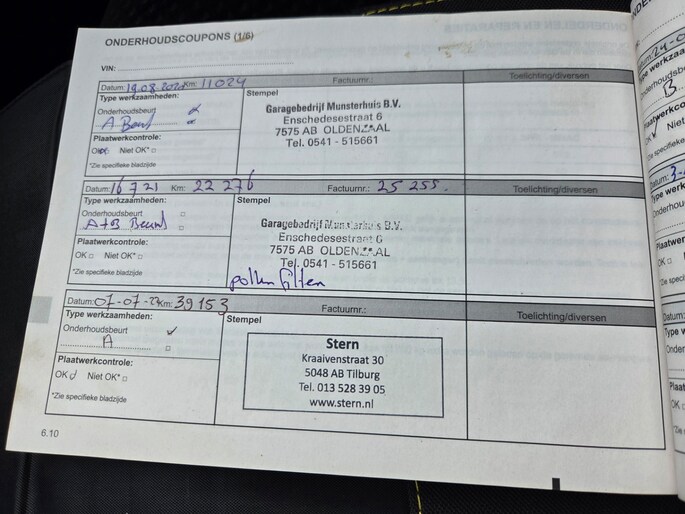 ONDERHOUDSCOUPONS (1/6)
VIN:
Datum: 19.08.2020 Km: 11024 Factuurnr.: Toelichting/diversen
Type werkzaamheden: Stempel
Onderhoudsbeurt
A Beurt
Garagebedrijf Munsterhuis B.V.
Enschedesestraat 6
7575 AB OLDENZAAL
Tel. 0541 - 515661
Plaatwerkcontrole:
OK Niet OK*
*Zie specifieke bladzijde
Datum: 16 7 21 Km: 22 276 Factuurnr.: 25 255. Toelichting/diversen
Type werkzaamheden: Stempel
Onderhoudsbeurt
A+B Beurt
Garagebedrijf Munsterhuis B.V.
Enschedesestraat 6
7575 AB OLDENZAAL
Tel. 0541 - 515661
pollen filter
Plaatwerkcontrole:
OK Niet OK*
*Zie specifieke bladzijde
Datum: 07-07- Km: 39153 Factuurnr.: Toelichting/diversen
Type werkzaamheden: Stempel
Onderhoudsbeurt
A
Stern
Kraaivenstraat 30
5048 AB Tilburg
Tel. 013 528 39 05
www.stern.nl
Plaatwerkcontrole:
OK Niet OK*
*Zie specifieke bladzijde
6.10